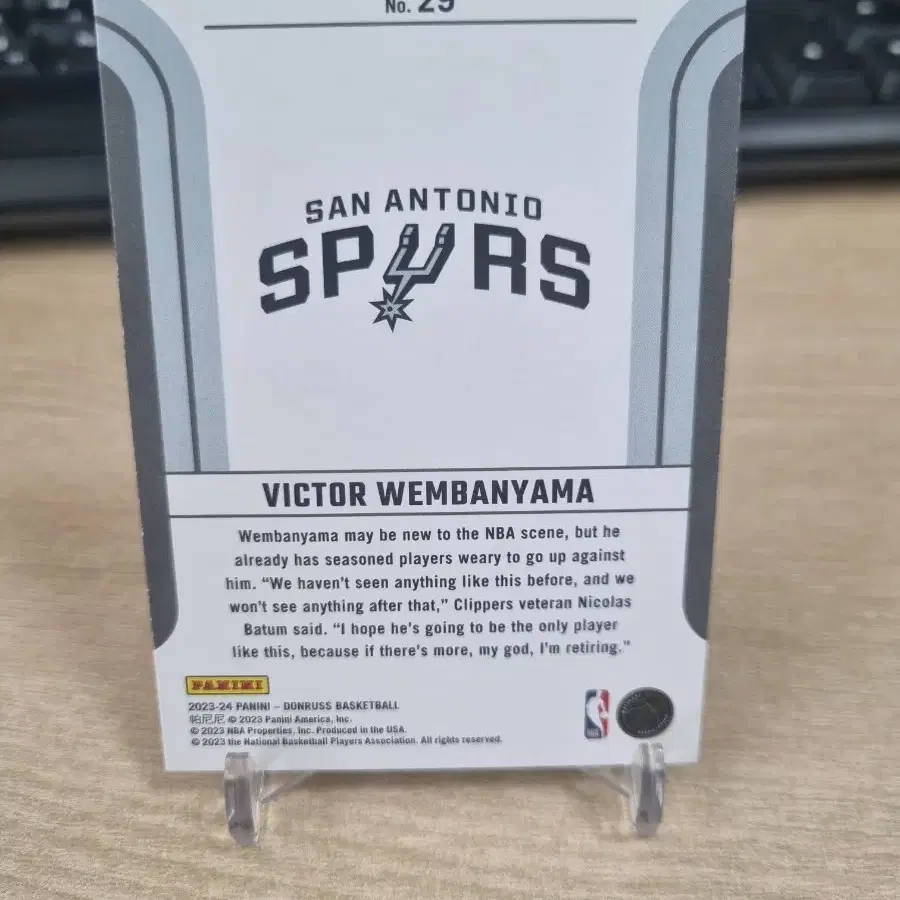 No. 29
SAN ANTONIO
SPURS
VICTOR WEMBANYAMA
Wembanyama may be new to the NBA scene, but he
already has seasoned players weary to go up against
him. “We haven't seen anything like this before, and we
won't see anything after that,” Clippers veteran Nicolas
Batum said. “I hope he's going to be the only player
like this, because if there's more, my god, I'm retiring.”
PANINI
2023-24 PANINI – DONRUSS BASKETBALL
帕尼尼 © 2023 Panini America, Inc.
© 2023 NBA Properties, Inc. Produced in the USA.
© 2023 the National Basketball Players Association. All rights reserved.